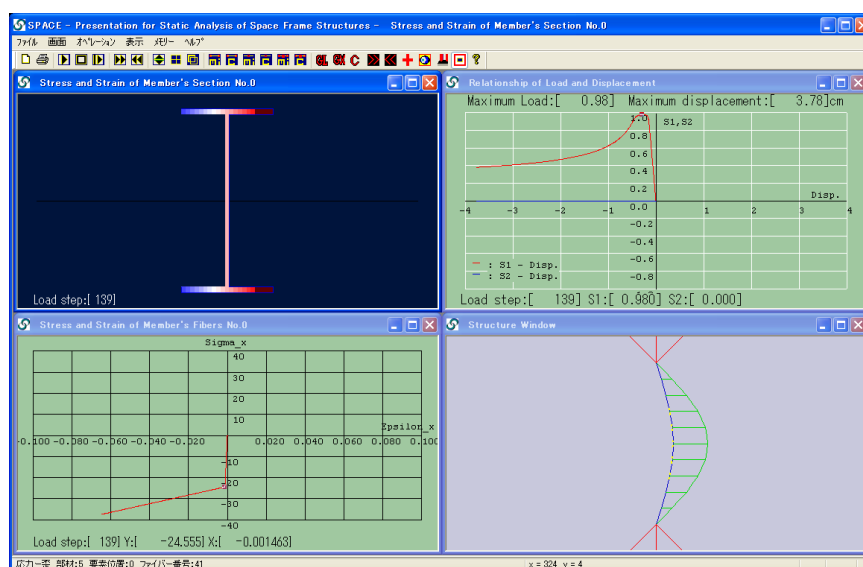 SPACE - Presentation for Static Analysis of Space Frame Structures - Stress and Strain of Member's Section No.0
ファイル 画面 オペレーション 表示 メモリー ヘルプ
Stress and Strain of Member's Section No.0
Load step:[ 139]
Relationship of Load and Displacement
Maximum Load:[ 0.98] Maximum displacement:[ 3.78]cm
1.0 S1,S2
0.8
0.6
0.4
0.2
Disp.
0.0
-4 -3 -2 -1 1 2 3 4
-0.2
-0.4
-0.6
-0.8
: S1 - Disp.
: S2 - Disp.
Load step:[ 139] S1:[ 0.980] S2:[ 0.000]
Stress and Strain of Member's Fibers No.0
Sigma_x
40
30
20
10
Epsilon_x
-0.100 -0.080 -0.060 -0.040 -0.020 0.020 0.040 0.060 0.080 0.100
-10
-20
-30
-40
Load step:[ 139] Y:[ -24.555] X:[ -0.001463]
Structure Window
応力ー歪 部材:5 要素位置:0 ファイバー番号:41
x = 324 y = 4